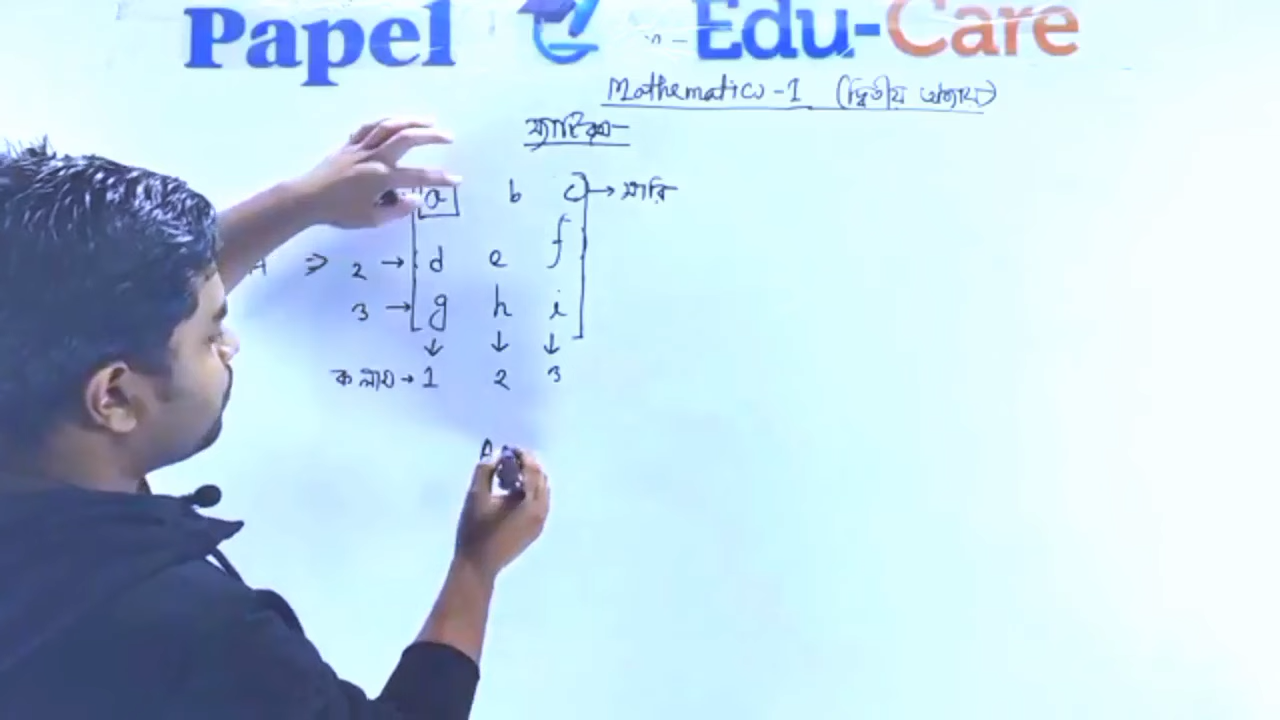 Papel Edu-Care
Mathematics - 1 (দ্বিতীয় অধ্যায়)
ম্যাট্রিক্স-
a b c → সারি
⇒ 2 → d e f
3 → g h i
↓ ↓ ↓
কলাম → 1 2 3